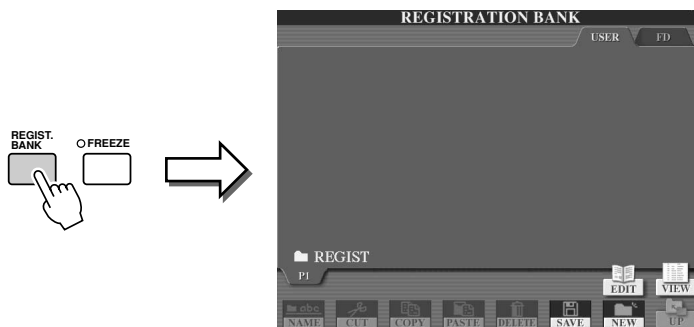 REGIST.
BANK
FREEZE
REGISTRATION BANK
USER FD
REGIST
P1
EDIT VIEW
abc
NAME CUT COPY PASTE DELETE SAVE NEW UP